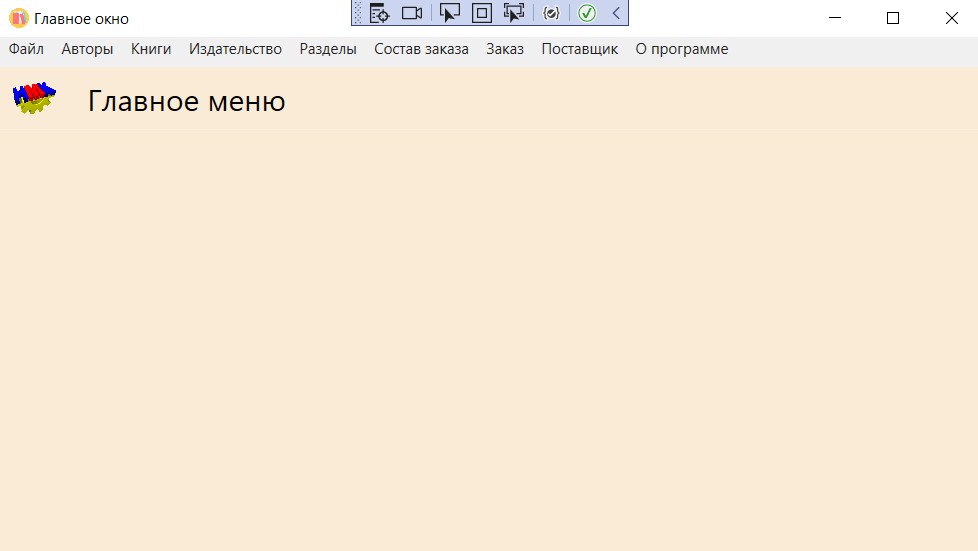 Главное окно
Файл Авторы Книги Издательство Разделы Состав заказа Заказ Поставщик О программе
Главное меню